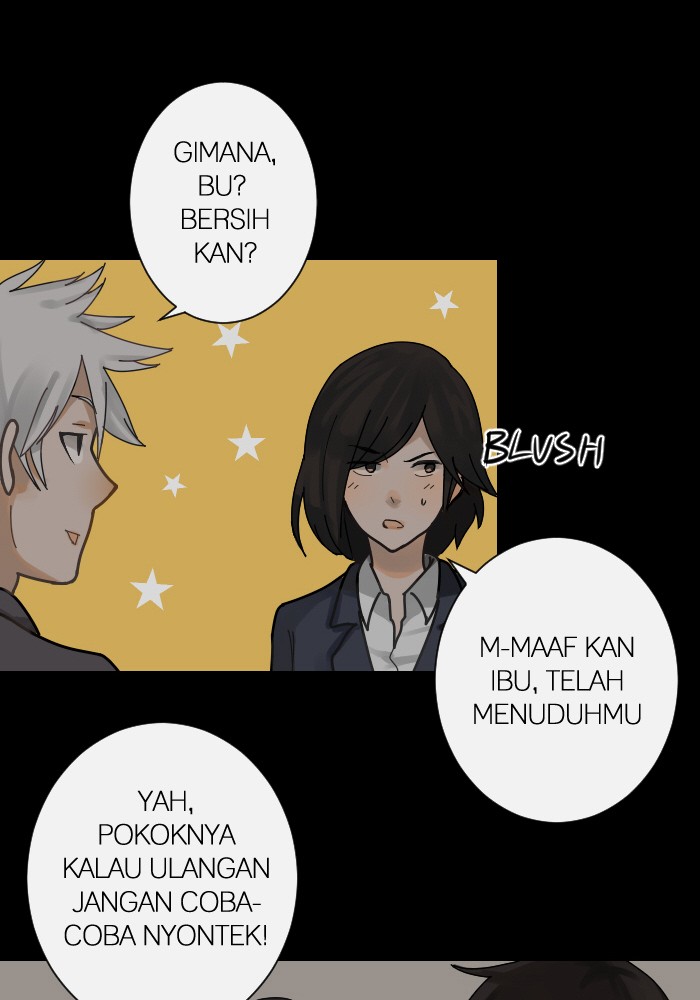 GIMANA,
BU?
BERSIH
KAN?
BLUSH
M-MAAF KAN
IBU, TELAH
MENUDUHMU
YAH,
POKOKNYA
KALAU ULANGAN
JANGAN COBA-
COBA NYONTEK!